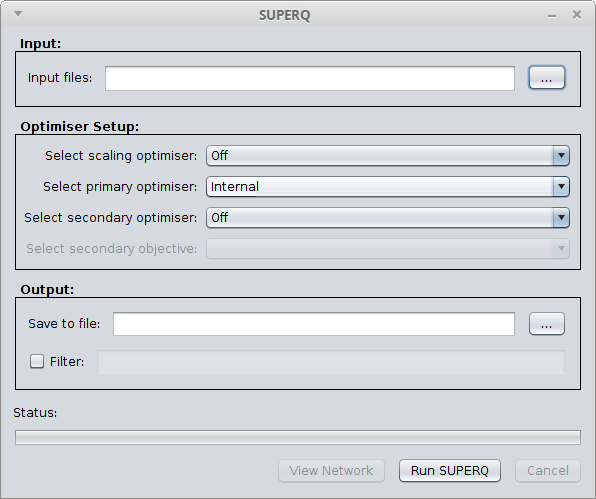 SUPERQ
Input:
Input files:
...
Optimiser Setup:
Select scaling optimiser: Off
Select primary optimiser: Internal
Select secondary optimiser: Off
Select secondary objective:
Output:
Save to file:
...
Filter:
Status:
View Network Run SUPERQ Cancel